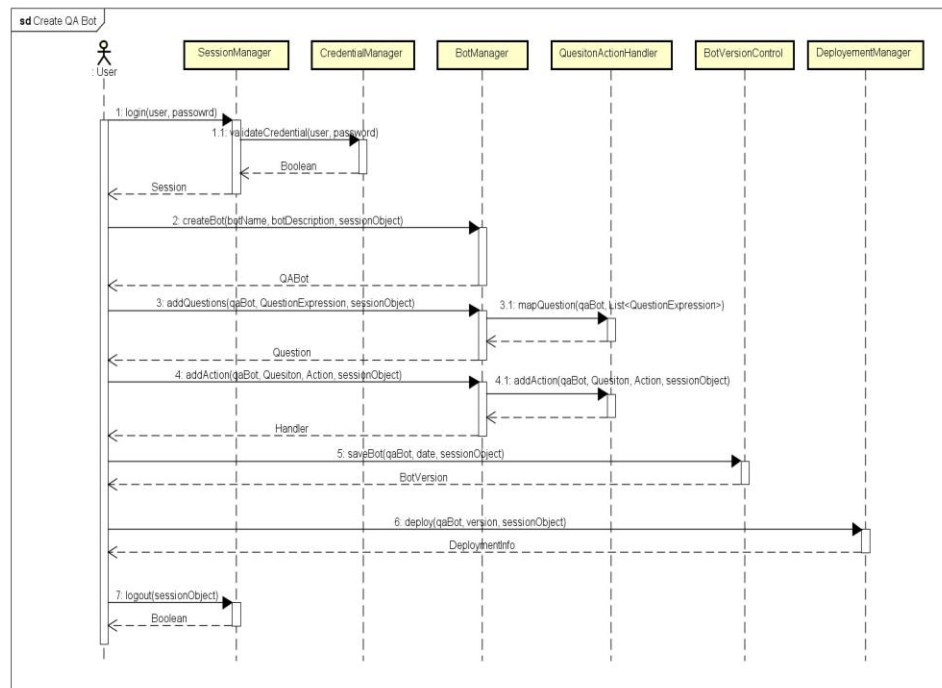 sd Create QA Bot
: User
SessionManager
CredentialManager
BotManager
QuesitonActionHandler
BotVersionControl
DeployementManager
1: login(user, passowrd)
1.1: validateCredential(user, password)
Boolean
Session
2: createBot(botName, botDescription, sessionObject)
QABot
3: addQuestions(qaBot, QuestionExpression, sessionObject)
3.1: mapQuestion(qaBot, List<QuestionExpression>)
Question
4: addAction(qaBot, Quesiton, Action, sessionObject)
4.1: addAction(qaBot, Quesiton, Action, sessionObject)
Handler
5: saveBot(qaBot, date, sessionObject)
BotVersion
6: deploy(qaBot, version, sessionObject)
DeploymentInfo
7: logout(sessionObject)
Boolean